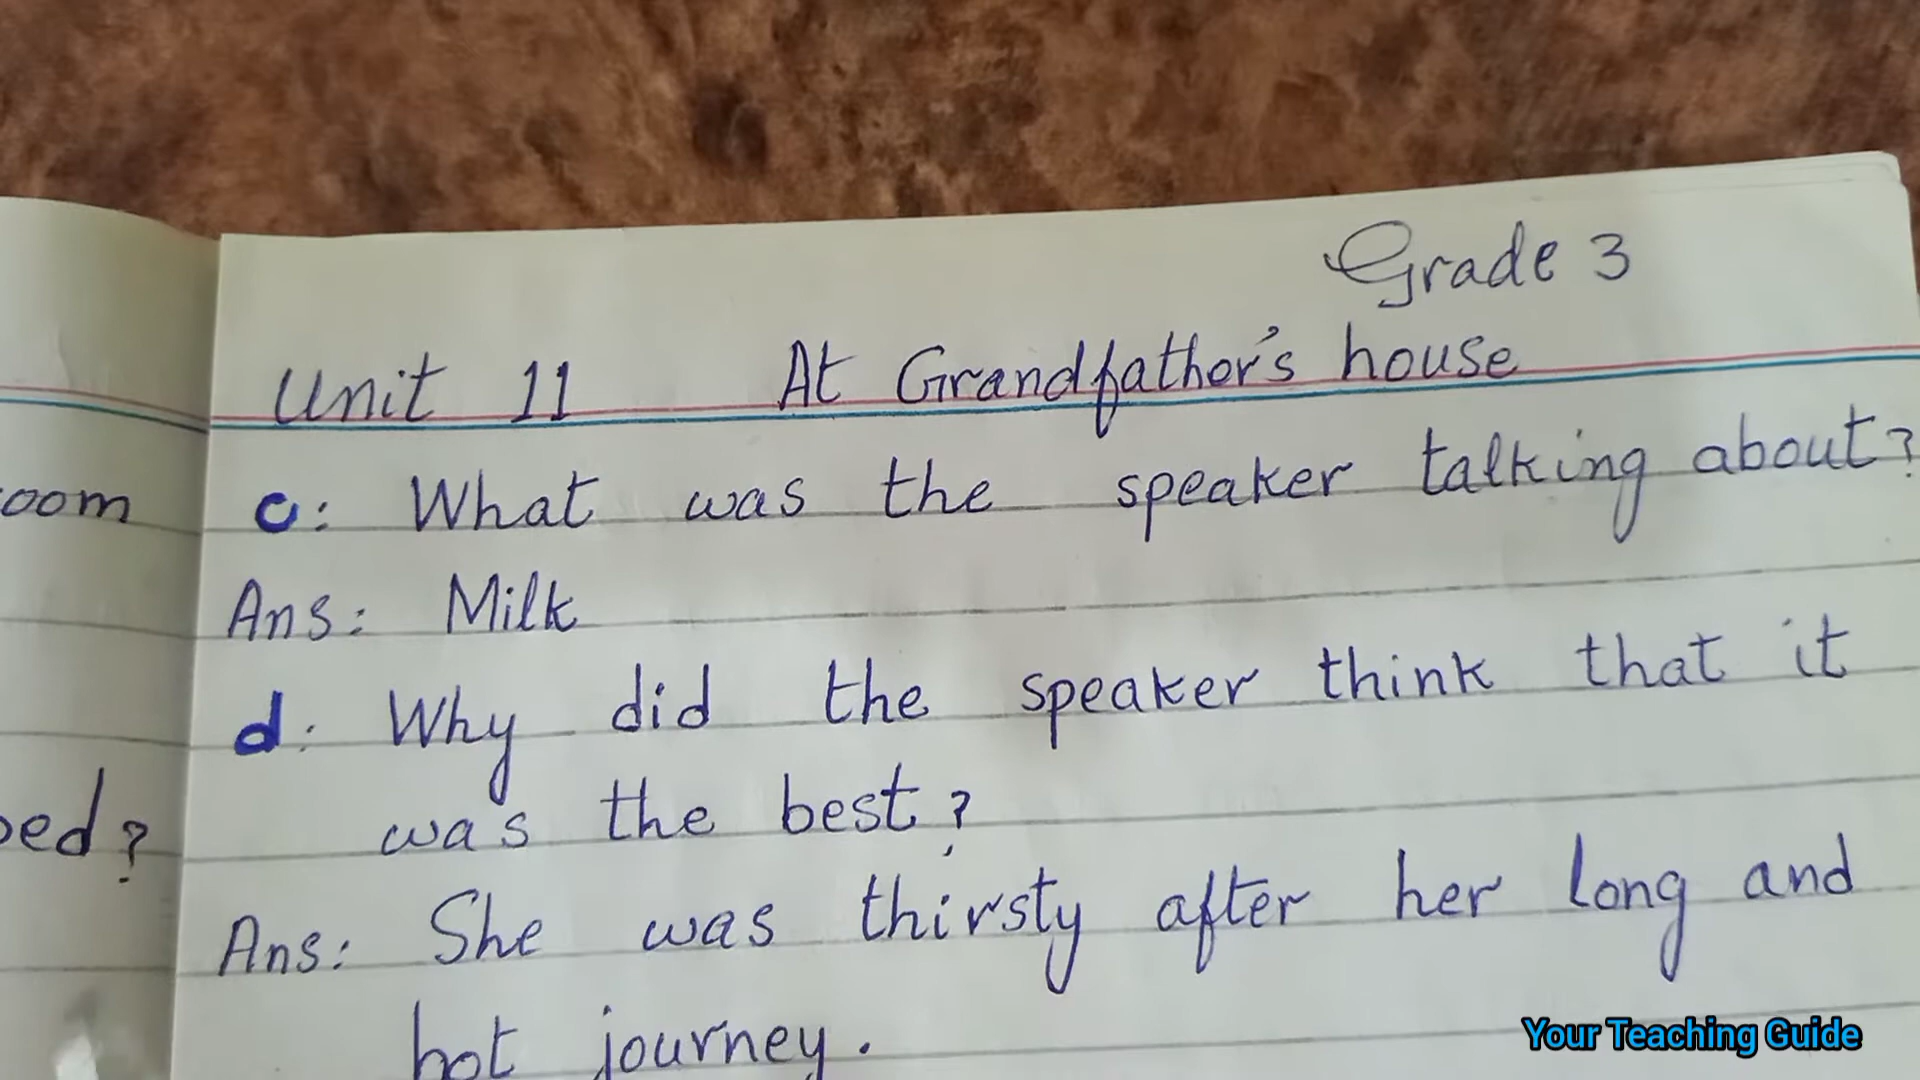 Grade 3
Unit 11 At Grandfather's house
c: What was the speaker talking about?
Ans: Milk
d: Why did the speaker think that it
was the best?
Ans: She was thirsty after her long and
hot journey.
oom
ed?
Your Teaching Guide